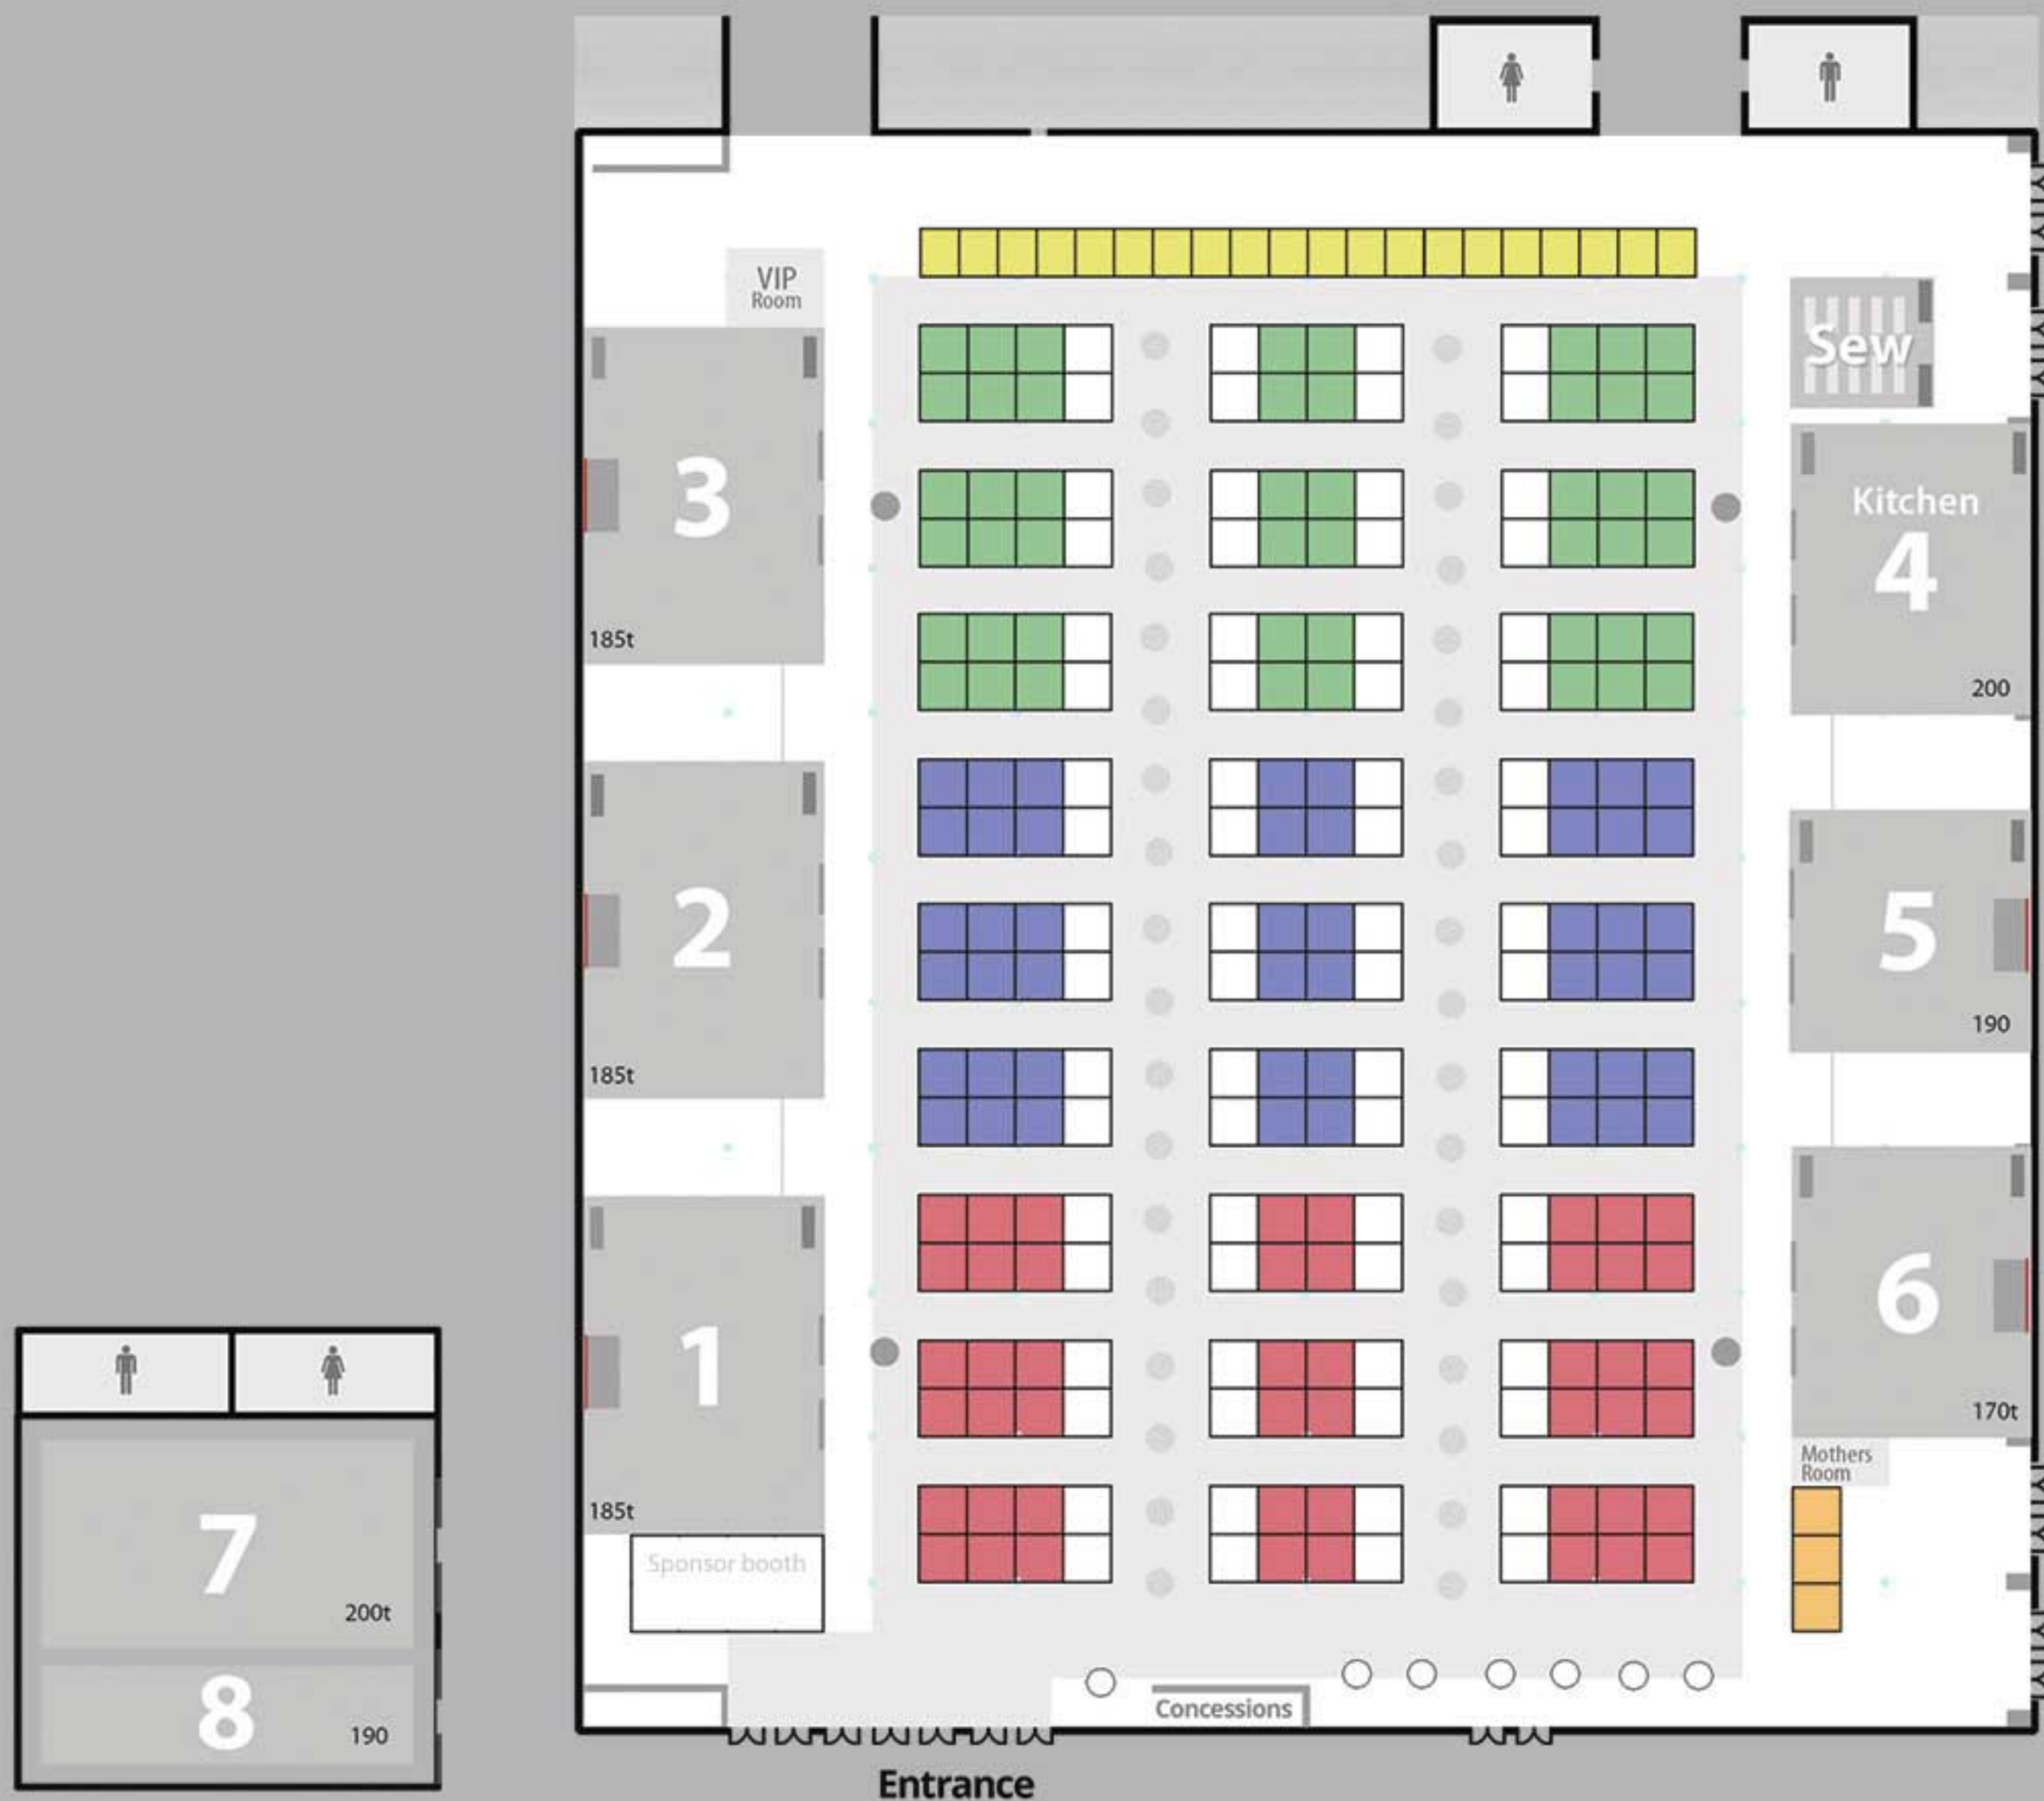 VIP
Room
3
185t
2
185t
1
185t
Sponsor booth
Sew
Kitchen
4
200
5
190
6
170t
Mothers
Room
7
200t
8
190
Concessions
Entrance